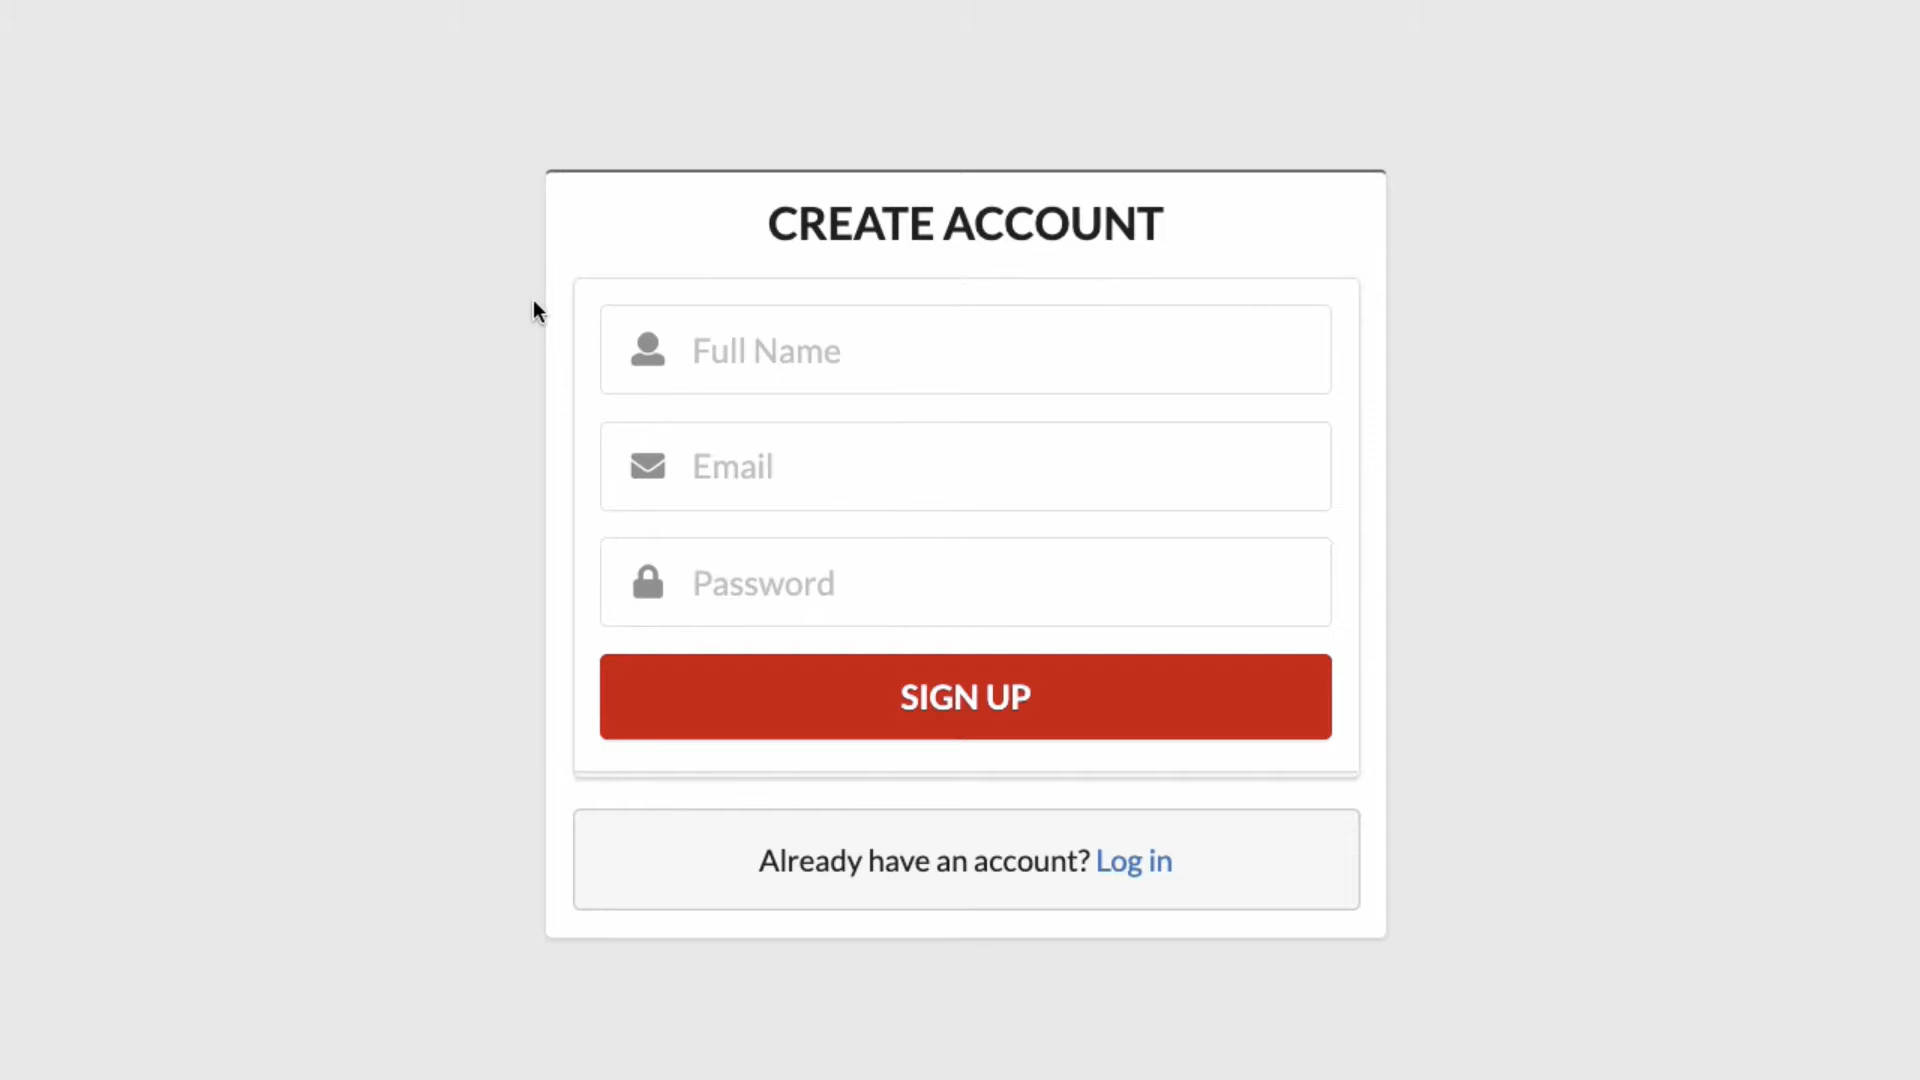 CREATE ACCOUNT
Full Name
Email
Password
SIGN UP
Already have an account? Log in